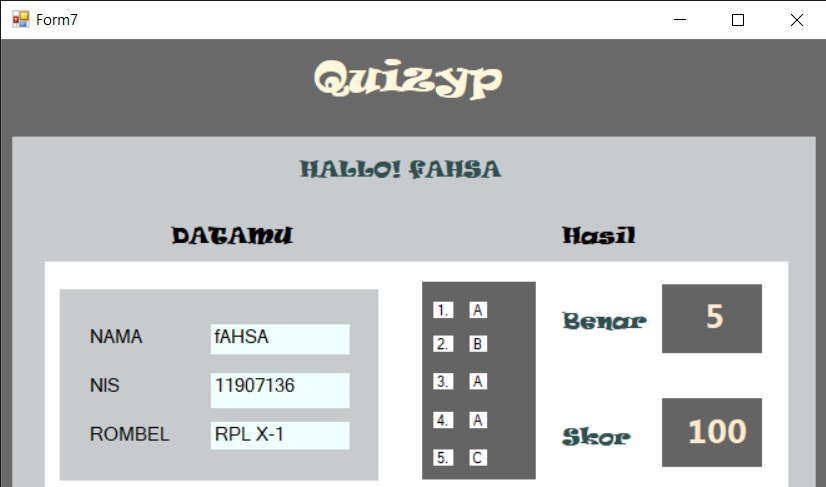 Form7
Quizyp
HALLO! fAHSA
DATAMU
Hasil
NAMA fAHSA
NIS 11907136
ROMBEL RPL X-1
1. A
2. B
3. A
4. A
5. C
Benar 5
Skor 100